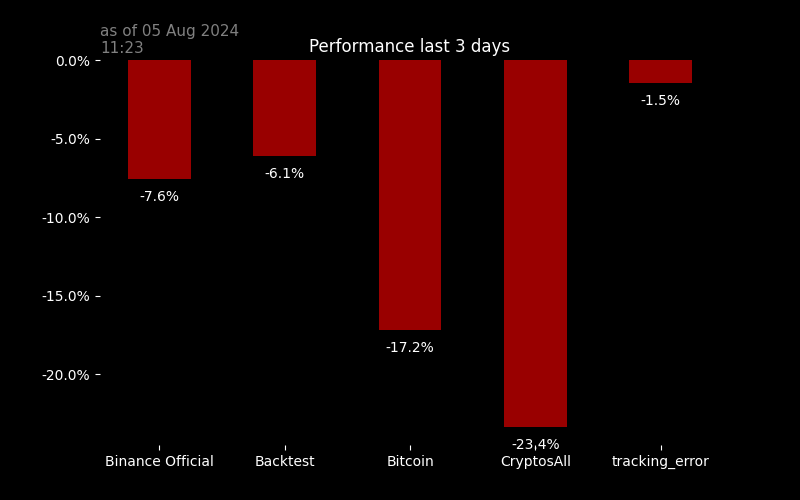 as of 05 Aug 2024
11:23
Performance last 3 days
0.0%
-5.0%
-10.0%
-15.0%
-20.0%
-7.6%
-6.1%
-17.2%
-23.4%
-1.5%
Binance Official
Backtest
Bitcoin
CryptosAll
tracking_error